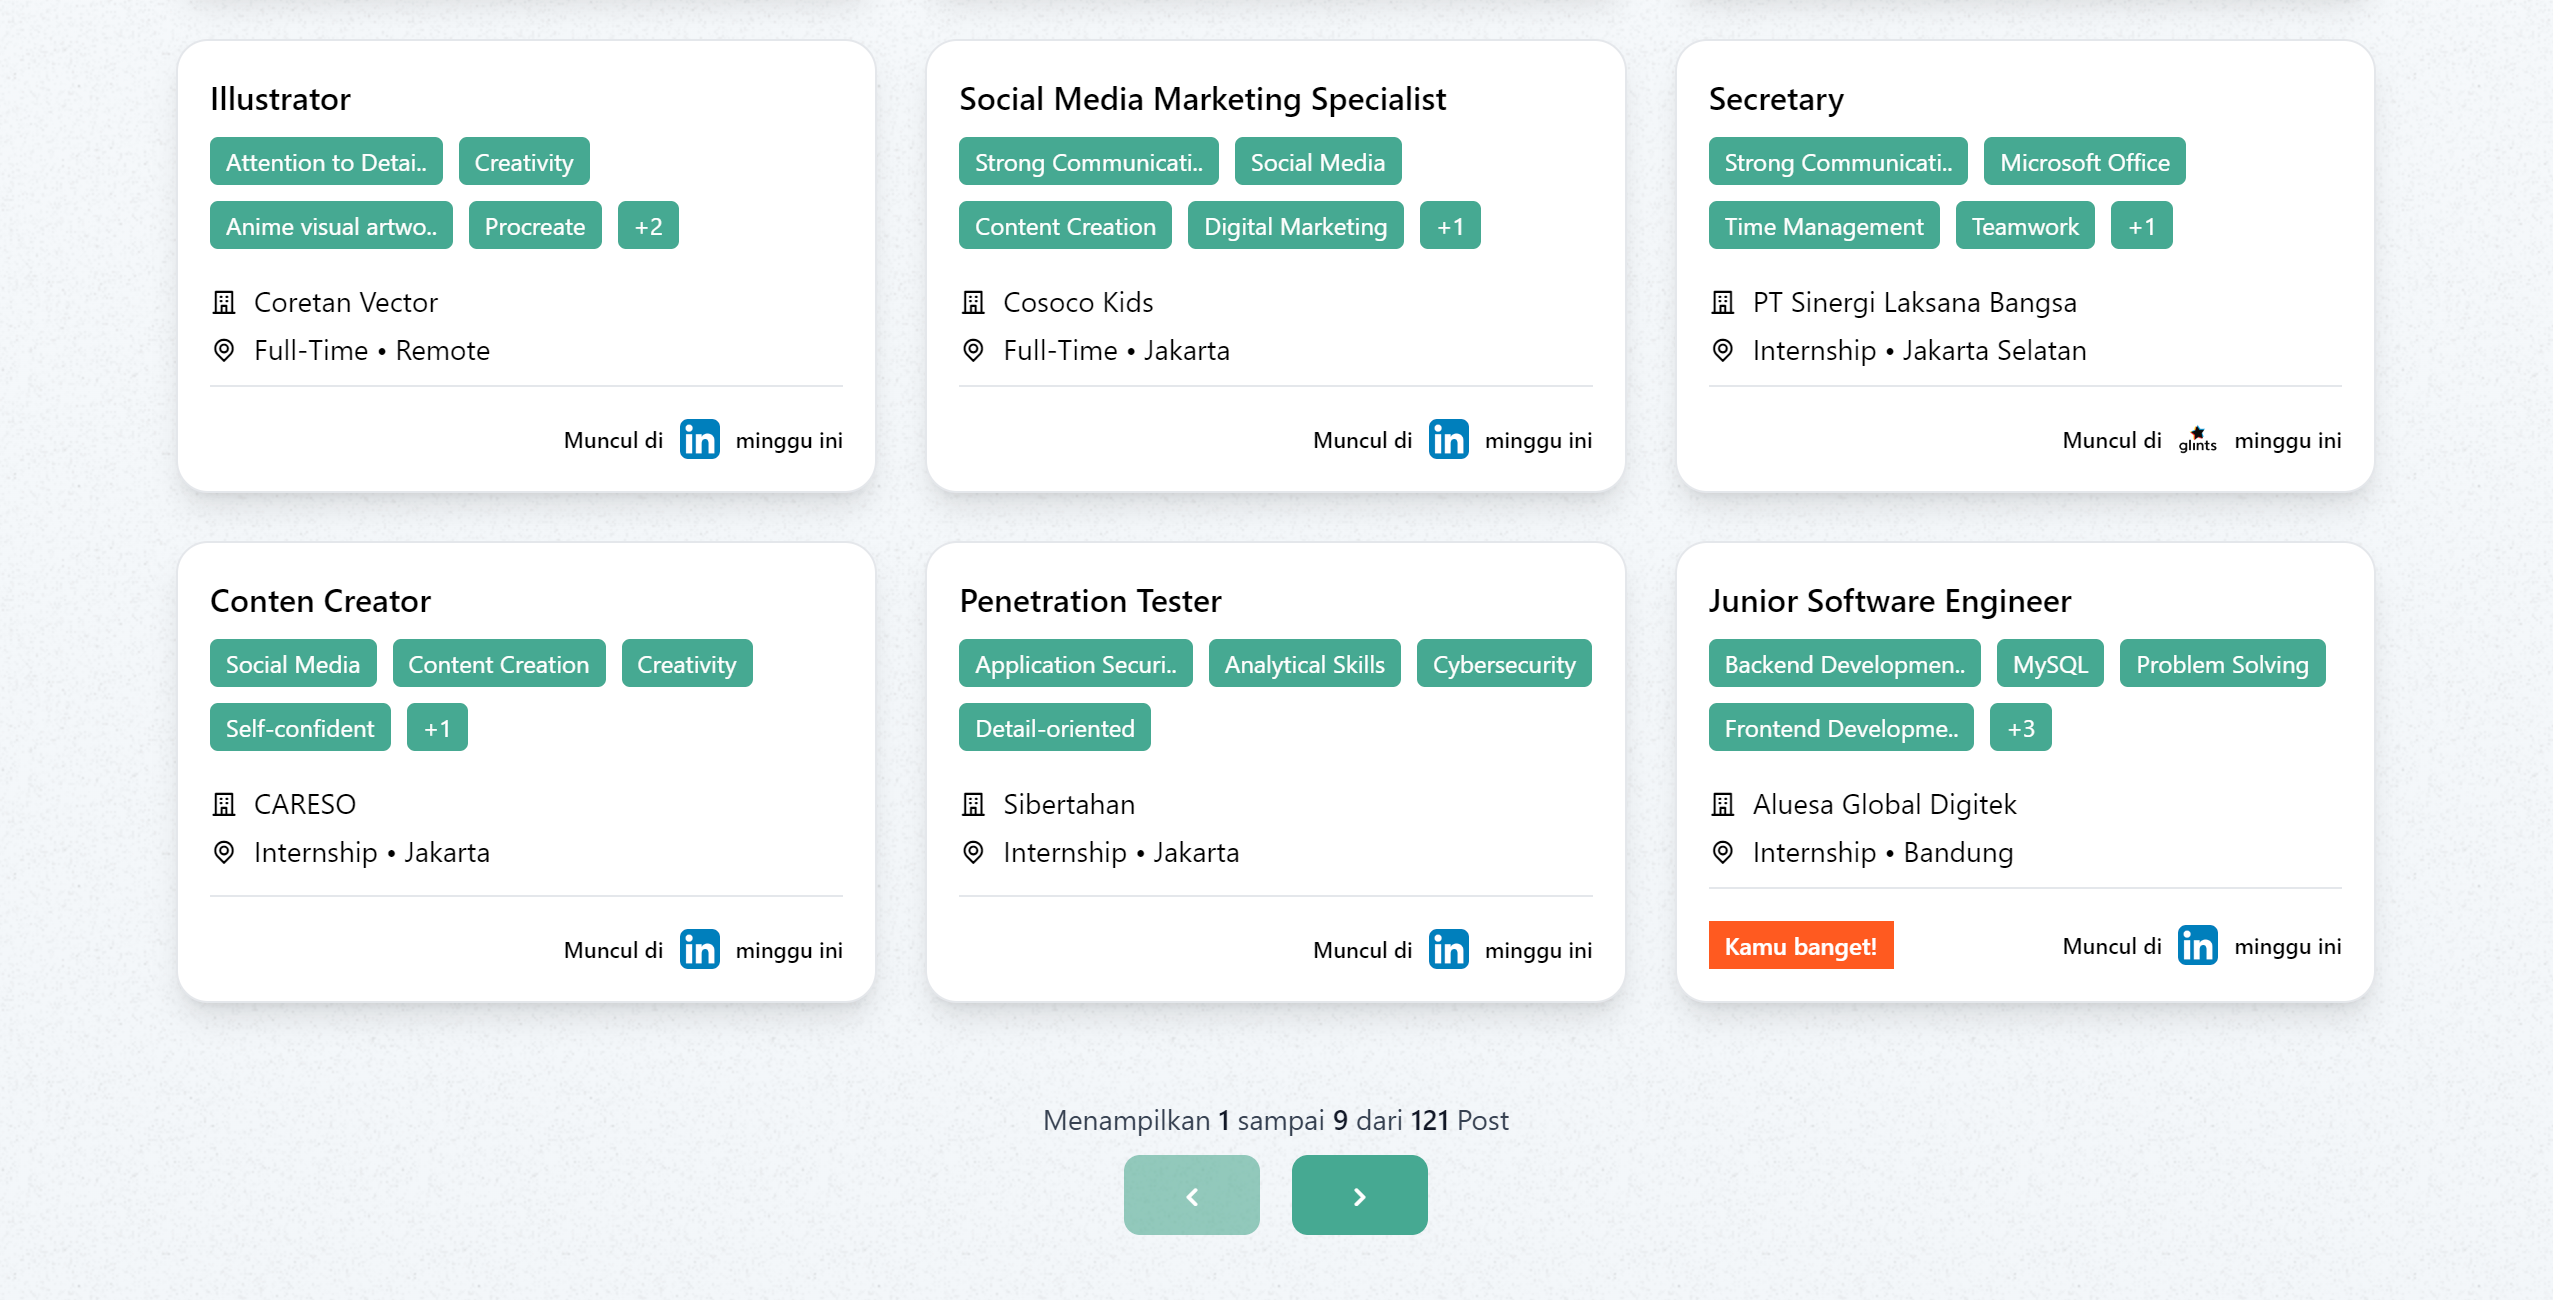 Illustrator
Attention to Detai.. Creativity
Anime visual artwo.. Procreate +2
Coretan Vector
Full-Time • Remote
Muncul di in minggu ini
Social Media Marketing Specialist
Strong Communicati.. Social Media
Content Creation Digital Marketing +1
Cosoco Kids
Full-Time • Jakarta
Muncul di in minggu ini
Secretary
Strong Communicati.. Microsoft Office
Time Management Teamwork +1
PT Sinergi Laksana Bangsa
Internship • Jakarta Selatan
Muncul di glints minggu ini
Conten Creator
Social Media Content Creation Creativity
Self-confident +1
CARESO
Internship • Jakarta
Muncul di in minggu ini
Penetration Tester
Application Securi.. Analytical Skills Cybersecurity
Detail-oriented
Sibertahan
Internship • Jakarta
Muncul di in minggu ini
Junior Software Engineer
Backend Developmen.. MySQL Problem Solving
Frontend Developme.. +3
Aluesa Global Digitek
Internship • Bandung
Kamu banget! Muncul di in minggu ini
Menampilkan 1 sampai 9 dari 121 Post